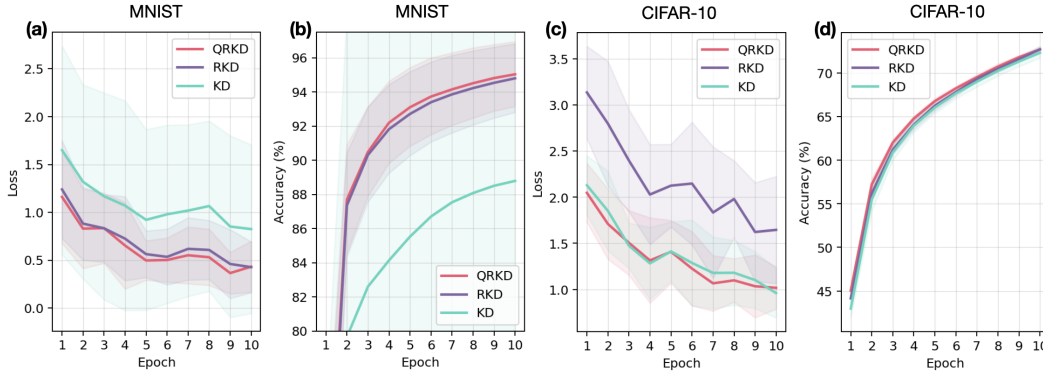 (a) MNIST
QRKD
RKD
KD
Loss
2.5
2.0
1.5
1.0
0.5
0.0
1 2 3 4 5 6 7 8 9 10
Epoch
(b) MNIST
Accuracy (%)
96
94
92
90
88
86
84
82
80
QRKD
RKD
KD
1 2 3 4 5 6 7 8 9 10
Epoch
(c) CIFAR-10
QRKD
RKD
KD
Loss
3.5
3.0
2.5
2.0
1.5
1.0
1 2 3 4 5 6 7 8 9 10
Epoch
(d) CIFAR-10
QRKD
RKD
KD
Accuracy (%)
70
65
60
55
50
45
1 2 3 4 5 6 7 8 9 10
Epoch